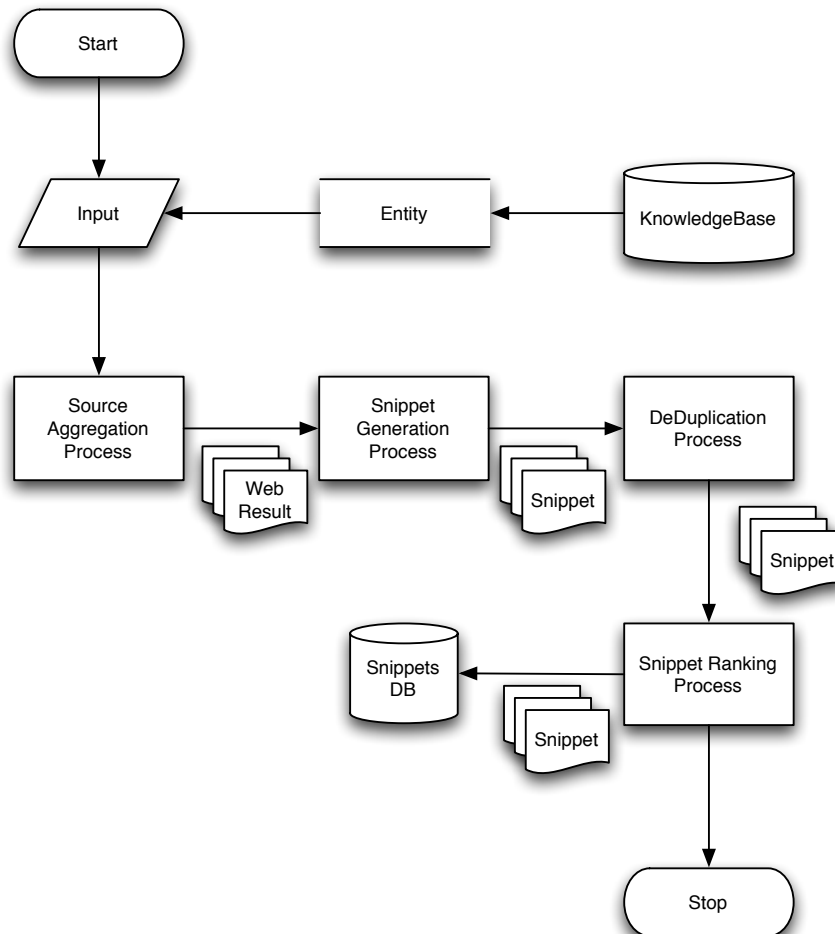 Start
Input
Entity
KnowledgeBase
Source
Aggregation
Process
Snippet
Generation
Process
DeDuplication
Process
Web
Result
Snippet
Snippet
Snippets
DB
Snippet Ranking
Process
Snippet
Stop